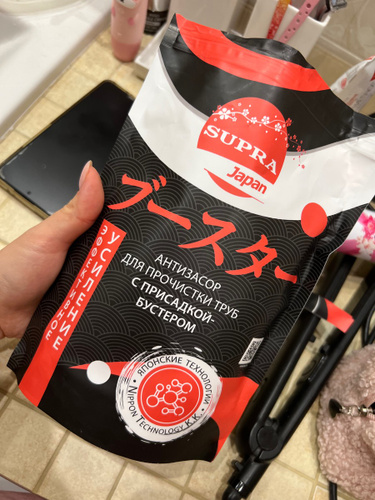 SUPRA
Japan
ブースター
АНТИЗАСОР
ДЛЯ ПРОЧИСТКИ ТРУБ
С ПРИСАДКОЙ-
БУСТЕРОМ
ЭФФЕКТИВНОЕ
УСИЛЕНИЕ
ЯПОНСКИЕ ТЕХНОЛОГИИ
NIPPON TECHNOLOGY K.K.